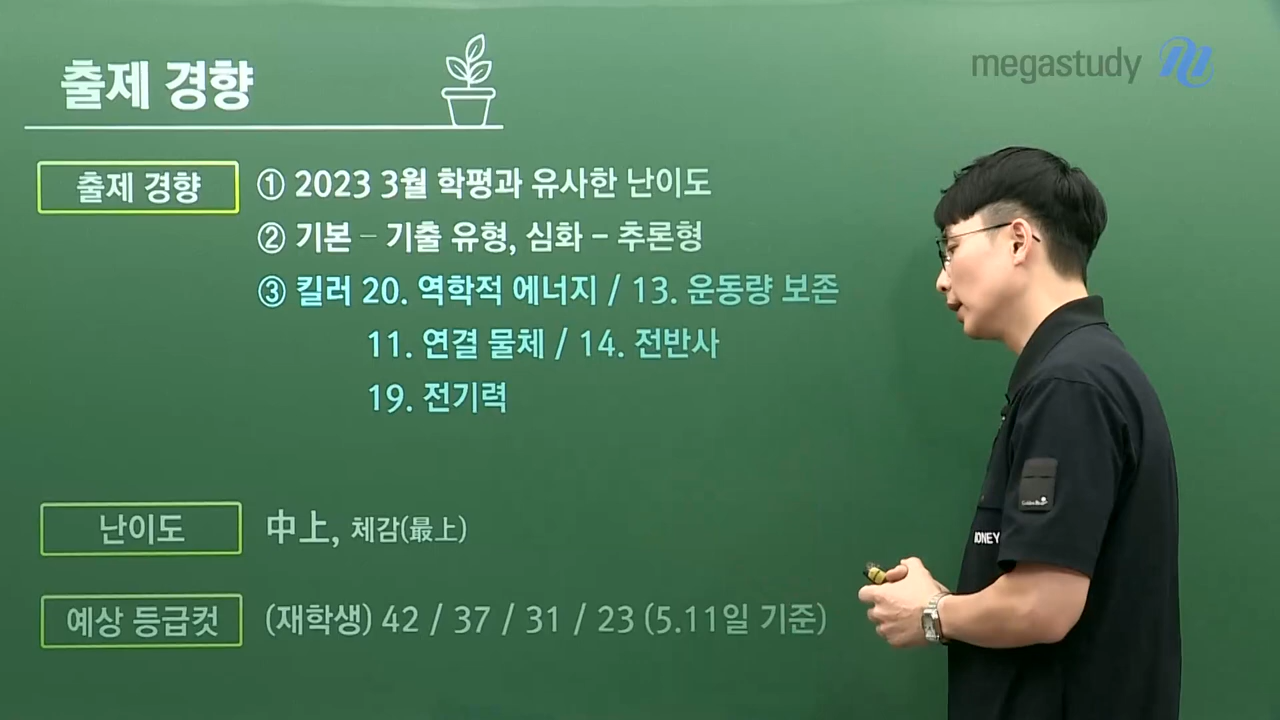 출제 경향
megastudy
출제 경향
① 2023 3월 학평과 유사한 난이도
② 기본 – 기출 유형, 심화 – 추론형
③ 킬러 20. 역학적 에너지 / 13. 운동량 보존
11. 연결 물체 / 14. 전반사
19. 전기력
난이도
中上, 체감(最上)
예상 등급컷
(재학생) 42 / 37 / 31 / 23 (5.11일 기준)